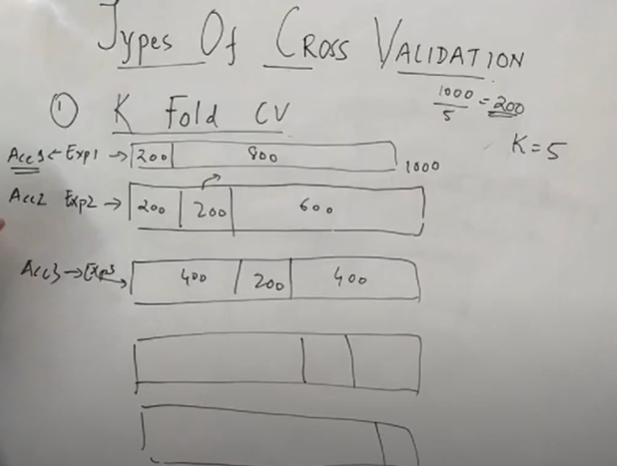 Types Of Cross Validation
① K Fold CV
1000/5 = 200
K=5
Acc1 ← Exp1 → 200 800 1000
Acc2 Exp2 → 200 200 600
Acc3 → Exp3 → 400 200 400